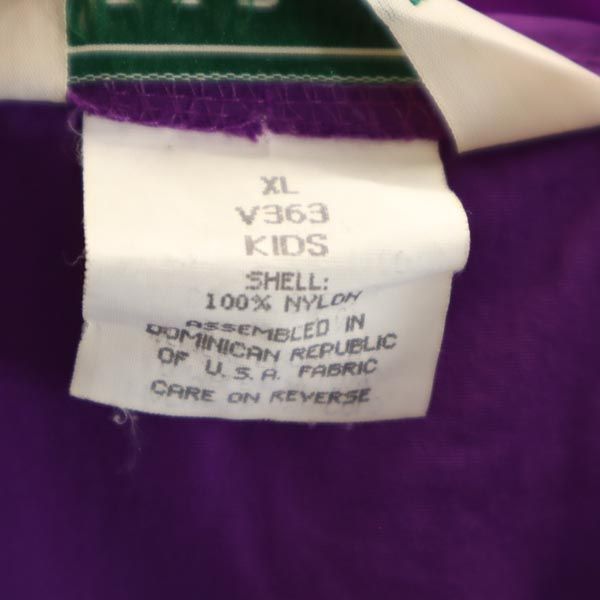 XL
V363
KIDS
SHELL:
100% NYLON
ASSEMBLED IN
DOMINICAN REPUBLIC
OF U.S.A. FABRIC
CARE ON REVERSE